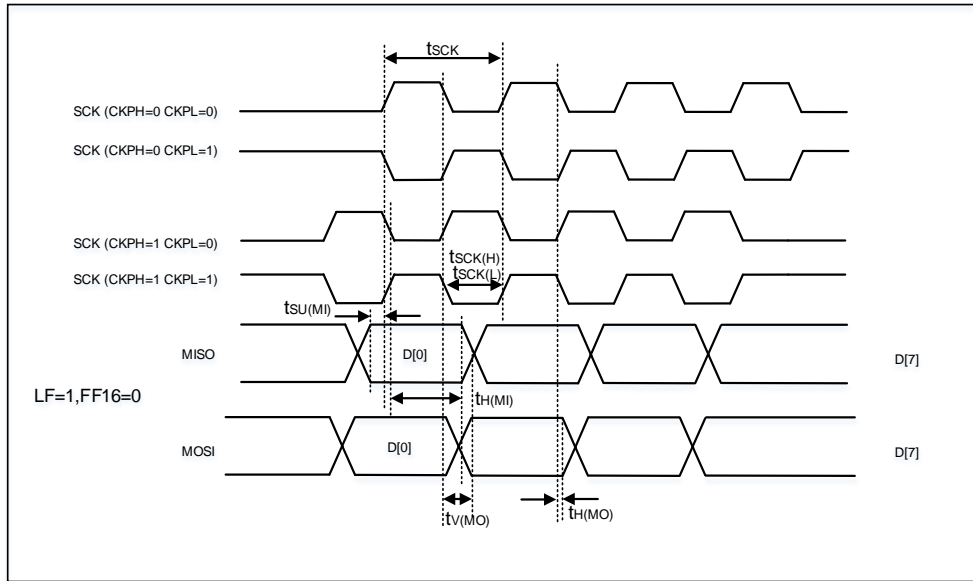 tSCK
SCK (CKPH=0 CKPL=0)
SCK (CKPH=0 CKPL=1)
SCK (CKPH=1 CKPL=0)
tSCK(H)
SCK (CKPH=1 CKPL=1)
tSCK(L)
tSU(MI)
MISO
D[0]
D[7]
LF=1,FF16=0
tH(MI)
MOSI
D[0]
D[7]
tV(MO)
tH(MO)